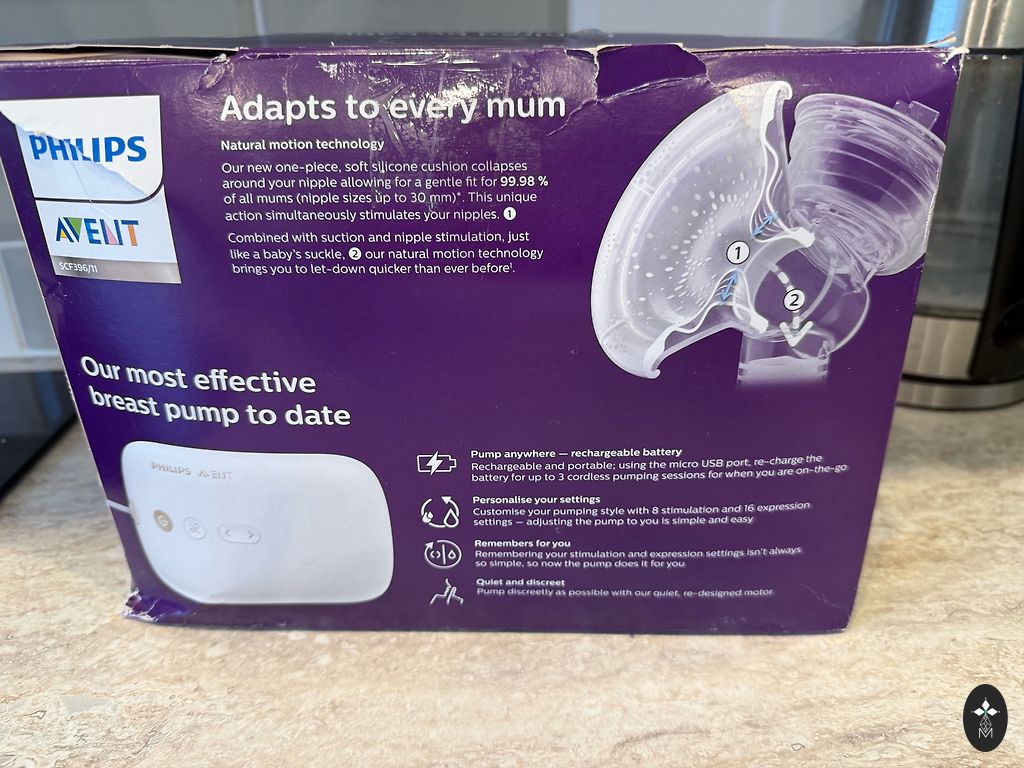 PHILIPS
AVENT
SCF396/11
Adapts to every mum
Natural motion technology
Our new one-piece, soft silicone cushion collapses
around your nipple allowing for a gentle fit for 99.98 %
of all mums (nipple sizes up to 30 mm)*. This unique
action simultaneously stimulates your nipples. 1
Combined with suction and nipple stimulation, just
like a baby's suckle, 2 our natural motion technology
brings you to let-down quicker than ever before¹.
1
2
Our most effective
breast pump to date
PHILIPS AVENT
Pump anywhere — rechargeable battery
Rechargeable and portable; using the micro USB port, re-charge the
battery for up to 3 cordless pumping sessions for when you are on-the-go
Personalise your settings
Customise your pumping style with 8 stimulation and 16 expression
settings — adjusting the pump to you is simple and easy
Remembers for you
Remembering your stimulation and expression settings isn't always
so simple, so now the pump does it for you
Quiet and discreet
Pump discreetly as possible with our quiet, re-designed motor
M